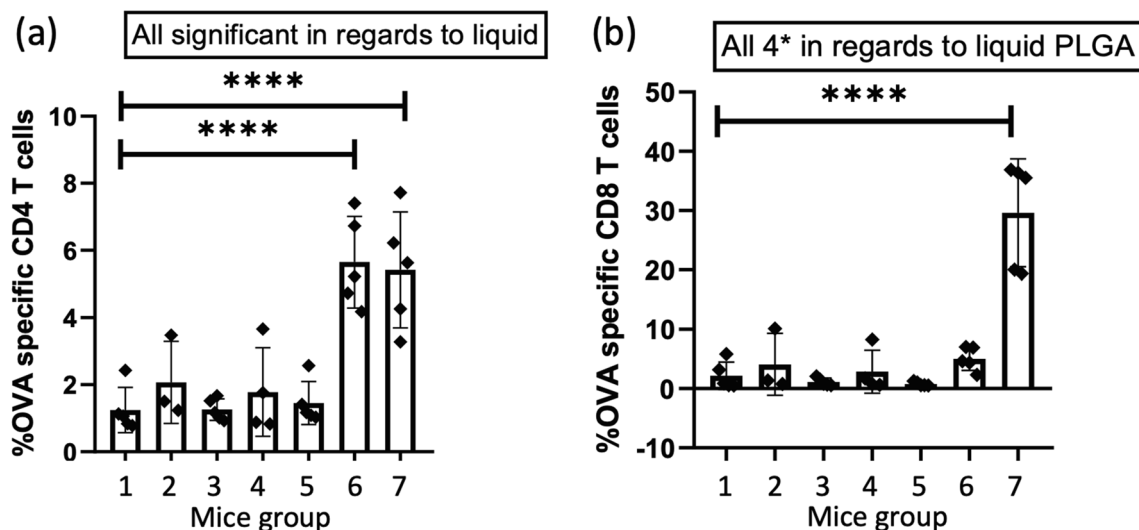 (a)
All significant in regards to liquid
****
****
%OVA specific CD4 T cells
10
8
6
4
2
0
1 2 3 4 5 6 7
Mice group
(b)
All 4* in regards to liquid PLGA
****
%OVA specific CD8 T cells
50
40
30
20
10
0
-10
1 2 3 4 5 6 7
Mice group